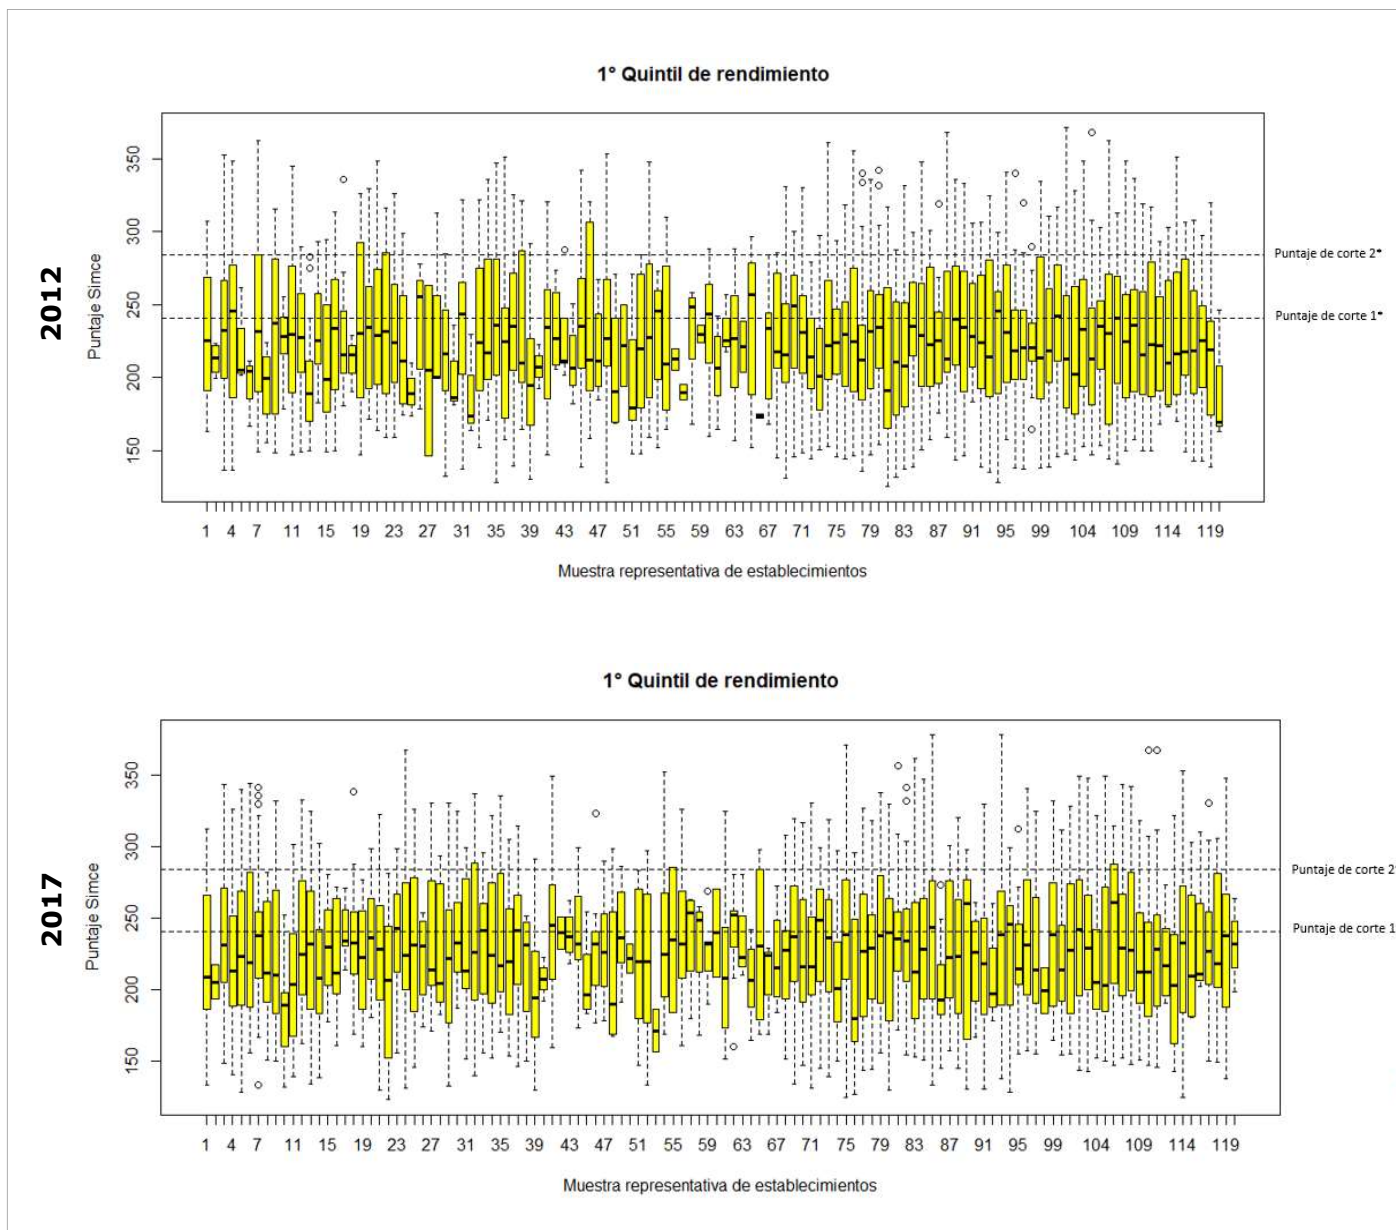 1° Quintil de rendimiento
2012
Puntaje Simce
350
300
250
200
150
Puntaje de corte 2*
Puntaje de corte 1*
1 4 7 11 15 19 23 27 31 35 39 43 47 51 55 59 63 67 71 75 79 83 87 91 95 99 104 109 114 119
Muestra representativa de establecimientos
1° Quintil de rendimiento
2017
Puntaje Simce
350
300
250
200
150
Puntaje de corte 2
Puntaje de corte 1
1 4 7 11 15 19 23 27 31 35 39 43 47 51 55 59 63 67 71 75 79 83 87 91 95 99 104 109 114 119
Muestra representativa de establecimientos